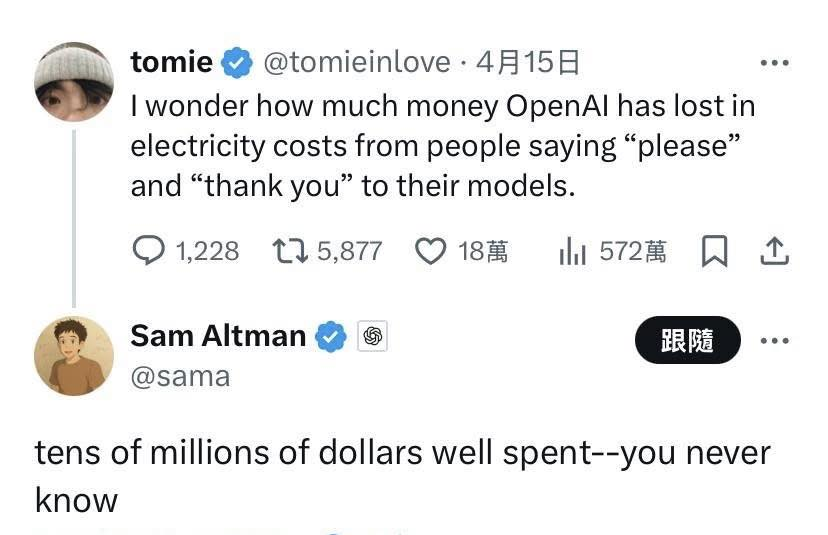 tomie @tomieinlove · 4月15日
I wonder how much money OpenAI has lost in
electricity costs from people saying “please”
and “thank you” to their models.
1,228 5,877 18萬 572萬
Sam Altman 跟隨
@sama
tens of millions of dollars well spent--you never
know